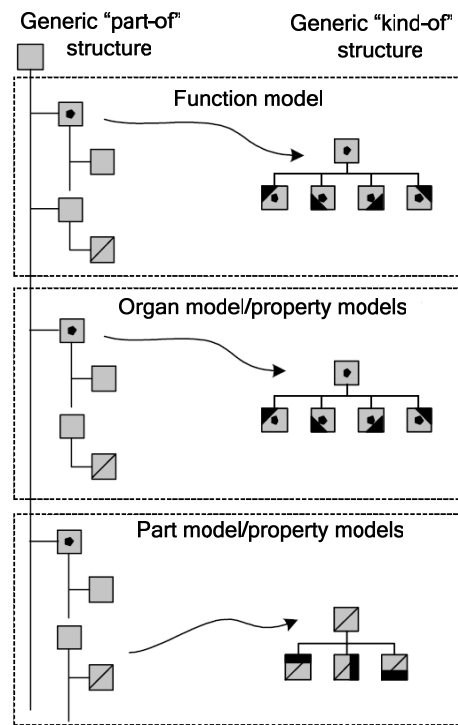 Generic “part-of”
structure
Generic “kind-of”
structure
Function model
Organ model/property models
Part model/property models